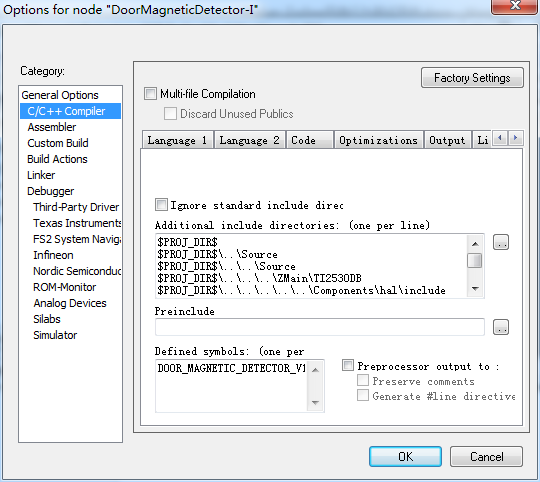 Options for node "DoorMagneticDetector-I"
Category:
General Options
C/C++ Compiler
Assembler
Custom Build
Build Actions
Linker
Debugger
Third-Party Driver
Texas Instruments
FS2 System Naviga
Infineon
Nordic Semiconduc
ROM-Monitor
Analog Devices
Silabs
Simulator
Factory Settings
Multi-file Compilation
Discard Unused Publics
Language 1 Language 2 Code Optimizations Output Li
Ignore standard include direc
Additional include directories: (one per line)
$PROJ_DIR$
$PROJ_DIR$\..\Source
$PROJ_DIR$\..\..\Source
$PROJ_DIR$\..\..\..\ZMain\TI2530DB
$PROJ_DIR$\..\..\..\..\..\Components\hal\include
Preinclude
Defined symbols: (one per
DOOR_MAGNETIC_DETECTOR_V1
Preprocessor output to :
Preserve comments
Generate #line directive
OK
Cancel